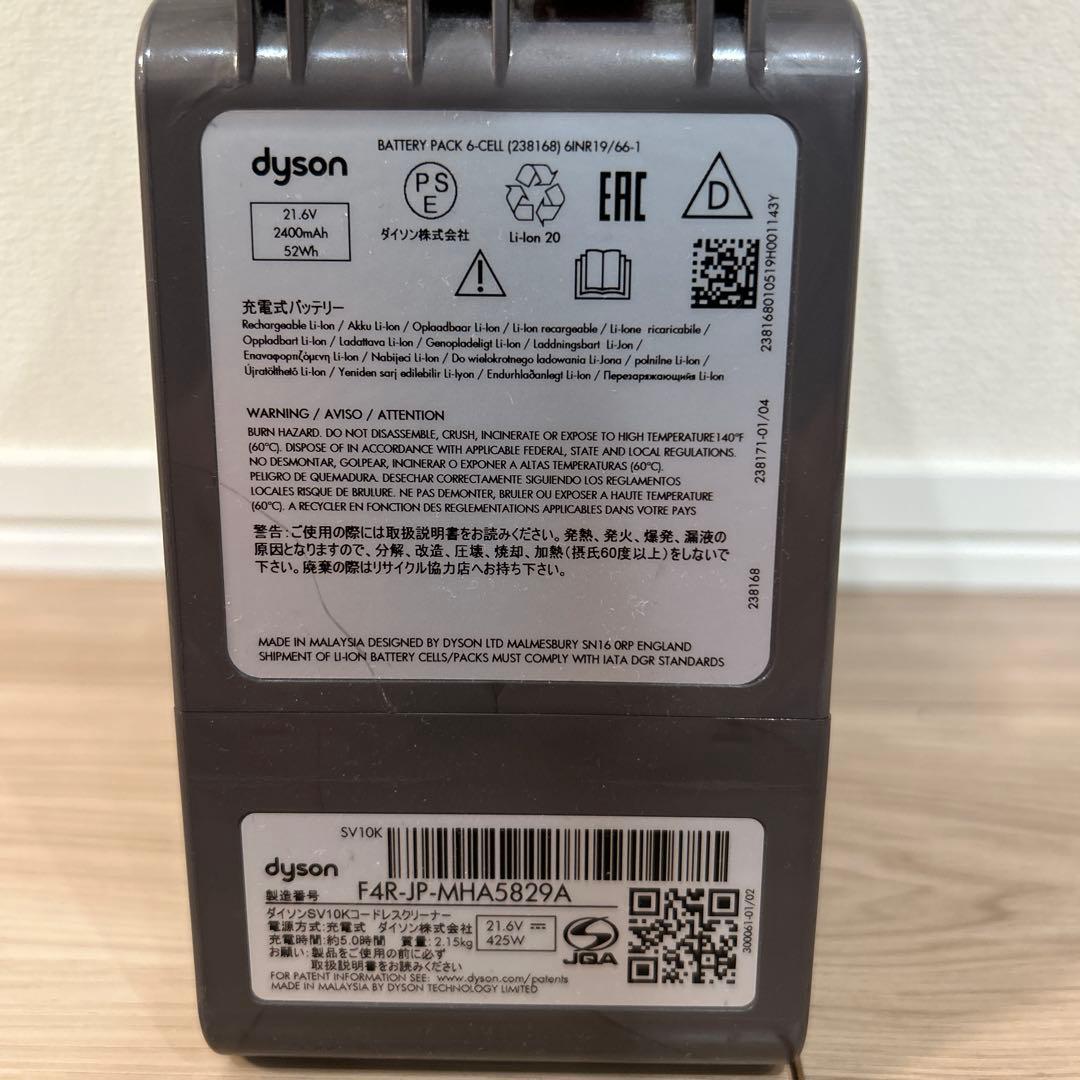 BATTERY PACK 6-CELL (238168) 6INR19/66-1
dyson
21.6V
2400mAh
52Wh
PSE
ダイソン株式会社
Li-Ion 20
EAC
D
238168010519H001143Y
充電式バッテリー
Rechargeable Li-Ion / Akku Li-Ion / Oplaadbaar Li-Ion / Li-Ion recargeable / Li-Ione ricaricabile /
Oppladbart Li-Ion / Ladattava Li-Ion / Genopladeligt Li-Ion / Laddningsbart Li-Jon /
Επαναφορτιζόμενη Li-Ion / Nabíjecí Li-Ion / Do wielokrotnego ładowania Li-Jona / polnilne Li-Ion /
Újratölthető Li-Ion / Yeniden sarj edilebilir Li-Iyon / Endurhlaðanlegt Li-Ion / Перезаряжающийся Li-Ion
WARNING / AVISO / ATTENTION
BURN HAZARD. DO NOT DISASSEMBLE, CRUSH, INCINERATE OR EXPOSE TO HIGH TEMPERATURE 140°F
(60°C). DISPOSE OF IN ACCORDANCE WITH APPLICABLE FEDERAL, STATE AND LOCAL REGULATIONS.
NO DESMONTAR, GOLPEAR, INCINERAR O EXPONER A ALTAS TEMPERATURAS (60°C).
PELIGRO DE QUEMADURA. DESECHAR CORRECTAMENTE SIGUIENDO LOS REGLAMENTOS
LOCALES RISQUE DE BRULURE. NE PAS DEMONTER, BRULER OU EXPOSER A HAUTE TEMPERATURE
(60°C). A RECYCLER EN FONCTION DES REGLEMENTATIONS APPLICABLES DANS VOTRE PAYS
238171-01/04
警告:ご使用の際には取扱説明書をお読みください。発熱、発火、爆発、漏液の
原因となりますので、分解、改造、圧壊、焼却、加熱(摂氏60度以上)をしないで
下さい。廃棄の際はリサイクル協力店へお持ち下さい。
238168
MADE IN MALAYSIA DESIGNED BY DYSON LTD MALMESBURY SN16 0RP ENGLAND
SHIPMENT OF LI-ION BATTERY CELLS/PACKS MUST COMPLY WITH IATA DGR STANDARDS
SV10K
dyson
製造番号 F4R-JP-MHA5829A
ダイソンSV10Kコードレスクリーナー
電源方式:充電式 ダイソン株式会社
充電時間:約5.0時間 質量:2.15kg
21.6V
425W
JQA
お願い:製品をご使用の前に必ず
取扱説明書をお読みください
FOR PATENT INFORMATION SEE: www.dyson.com/patents
MADE IN MALAYSIA BY DYSON TECHNOLOGY LIMITED
300061-01/02